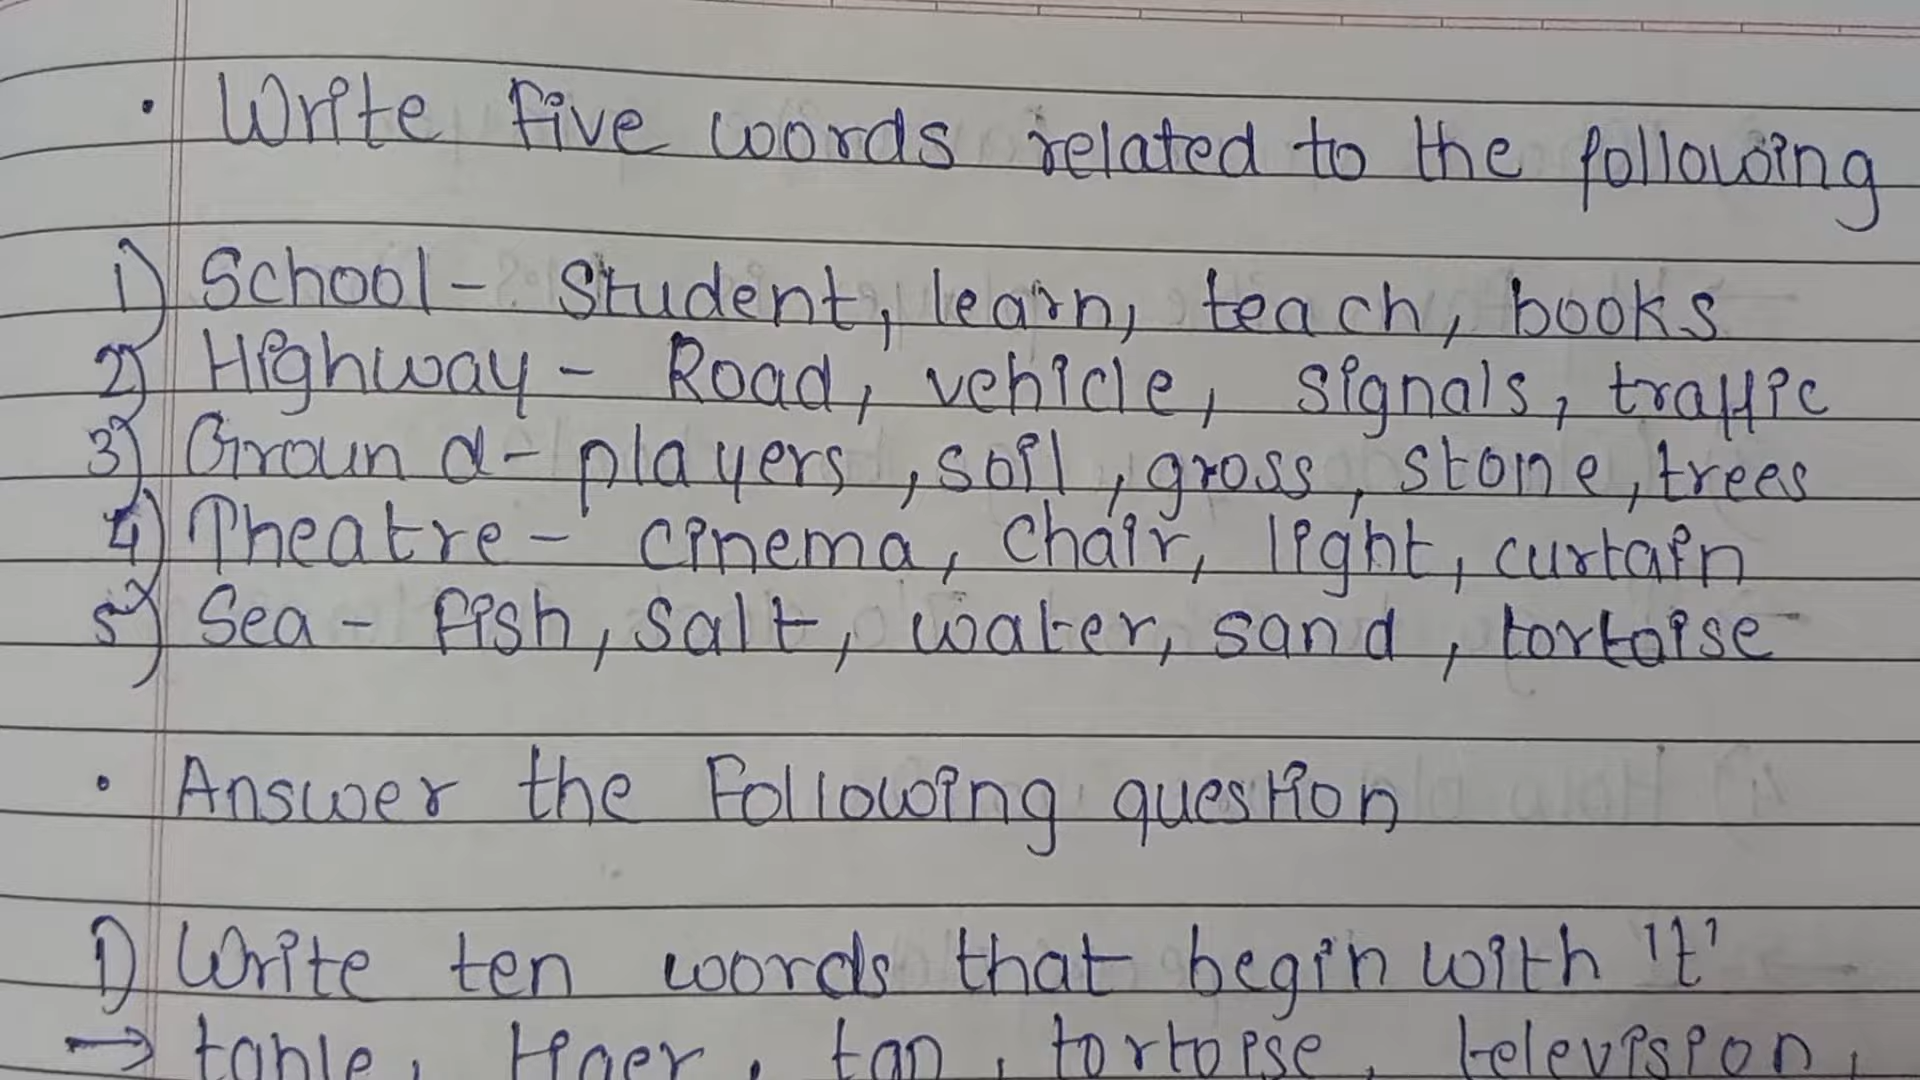 • Write five words related to the following
1) School - Student, learn, teach, books
2) Highway - Road, vehicle, signals, traffic
3) Ground - players, soil, gross, stone, trees
4) Theatre - cinema, chair, light, curtain
5) Sea - fish, salt, water, sand, tortoise
• Answer the Following question
1) Write ten words that begin with 't'
→ table, tiger, tap, tortoise, television,